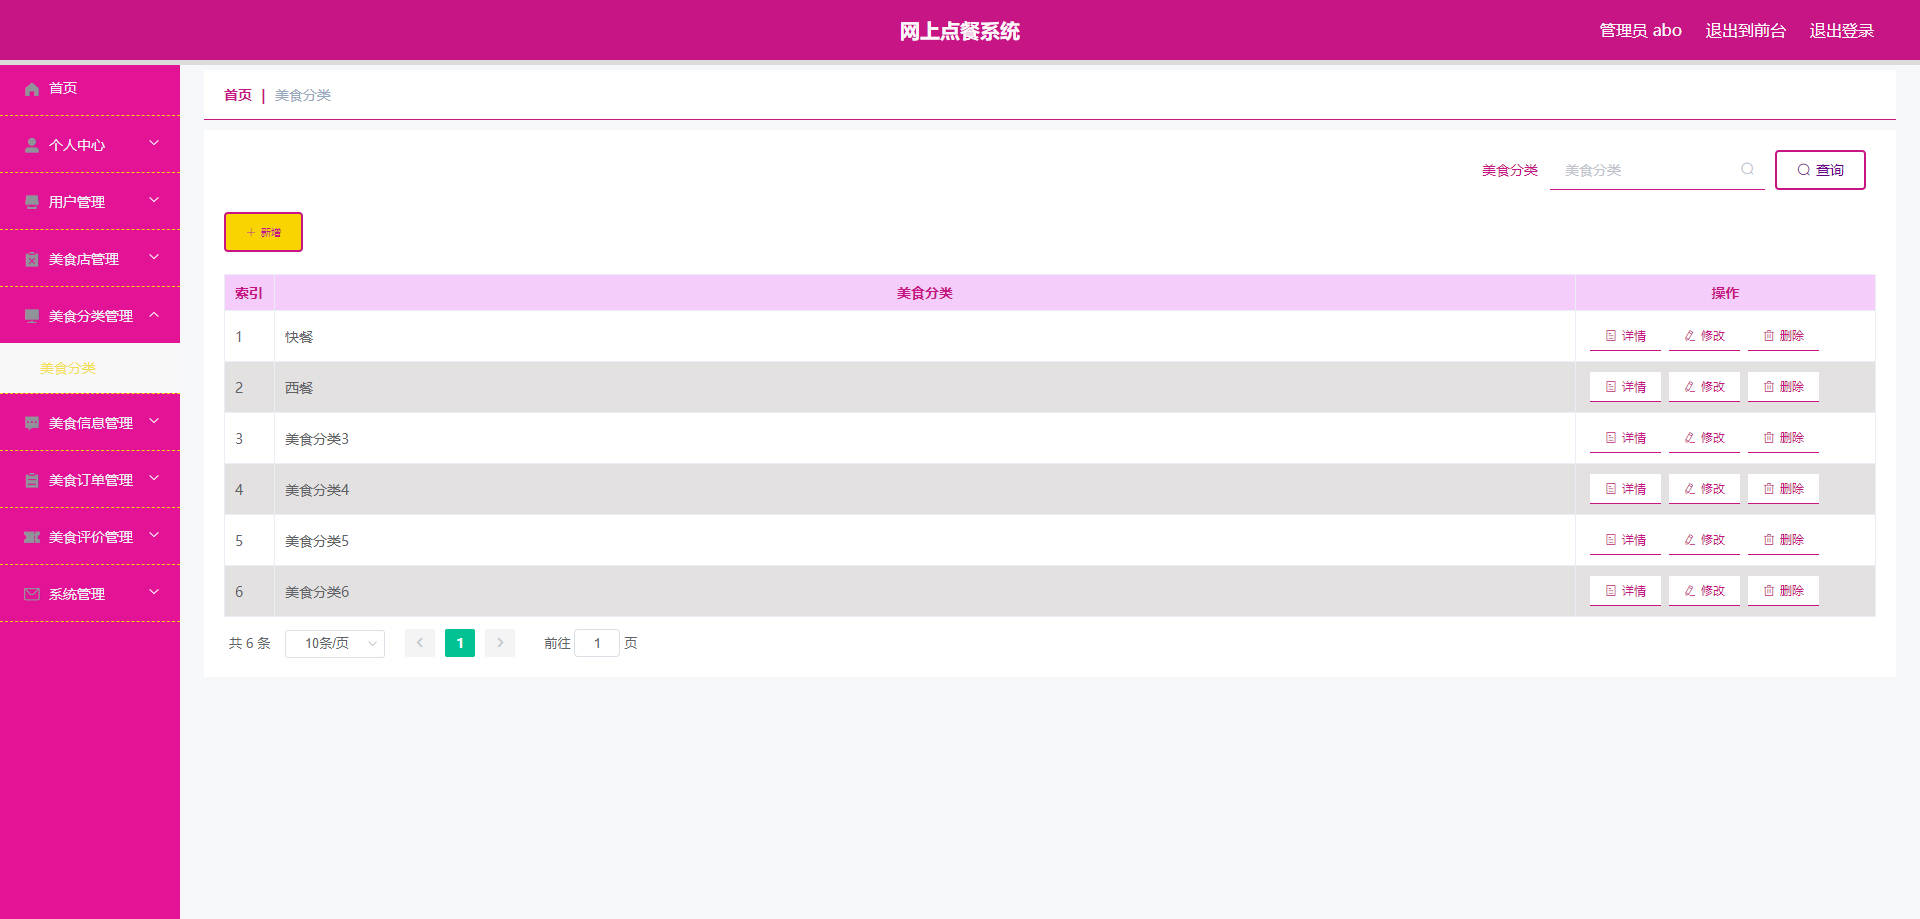 网上点餐系统
管理员 abo 退出到前台 退出登录
首页
个人中心
用户管理
美食店管理
美食分类管理
美食分类
美食信息管理
美食订单管理
美食评价管理
系统管理
首页 | 美食分类
美食分类 美食分类 查询
新增
索引 美食分类 操作
1 快餐 详情 修改 删除
2 西餐 详情 修改 删除
3 美食分类3 详情 修改 删除
4 美食分类4 详情 修改 删除
5 美食分类5 详情 修改 删除
6 美食分类6 详情 修改 删除
共 6 条 10条/页 1 前往 1 页